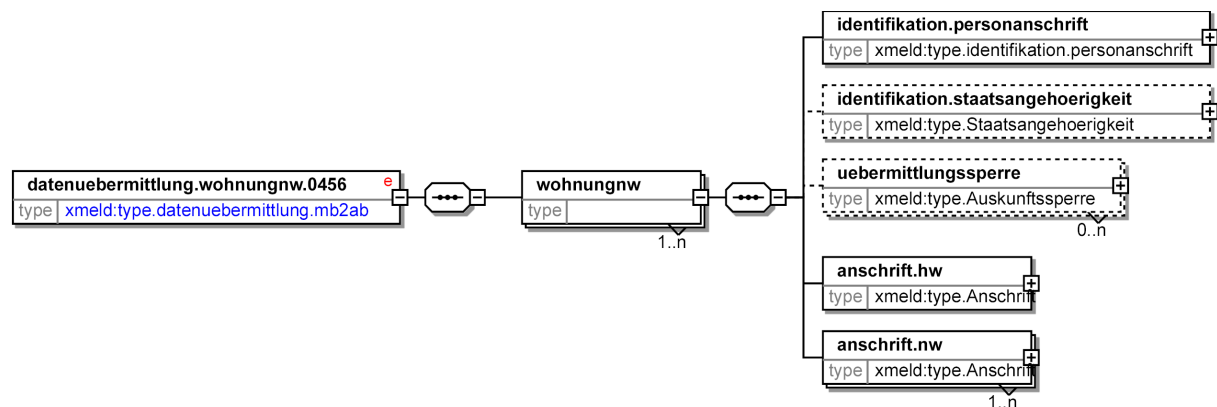 identifikation.personanschrift
type xmeld:type.identifikation.personanschrift
identifikation.staatsangehoerigkeit
type xmeld:type.Staatsangehoerigkeit
uebermittlungssperre
type xmeld:type.Auskunftssperre
0..n
datenuebermittlung.wohnungnw.0456 e
type xmeld:type.datenuebermittlung.mb2ab
wohnungnw
type
1..n
anschrift.hw
type xmeld:type.Anschrift
anschrift.nw
type xmeld:type.Anschrift
1..n